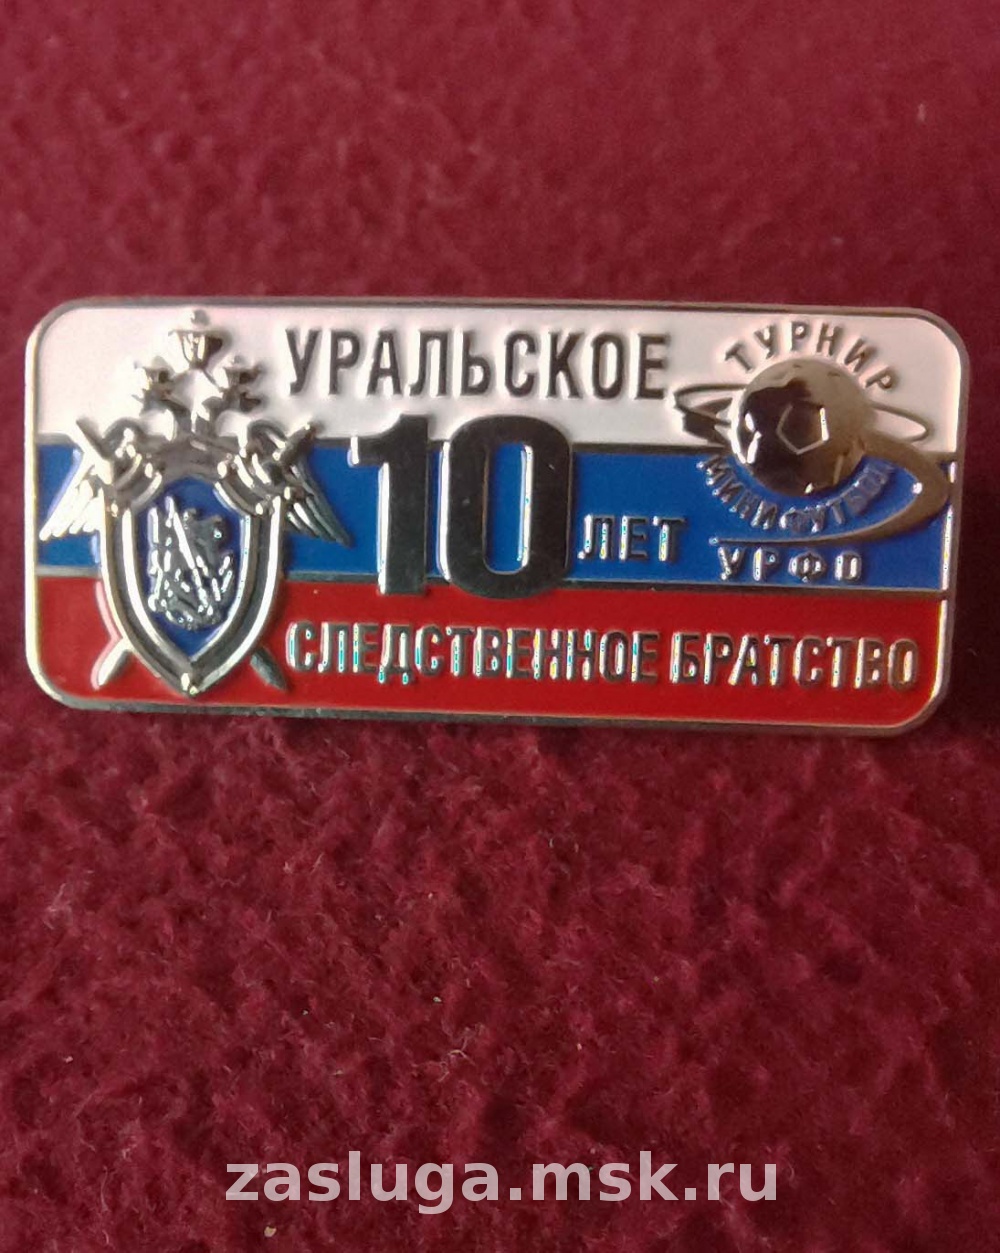 УРАЛЬСКОЕ
10 ЛЕТ
СЛЕДСТВЕННОЕ БРАТСТВО
ТУРНИР
МИНИФУТБОЛ
УРФО
zasluga.msk.ru